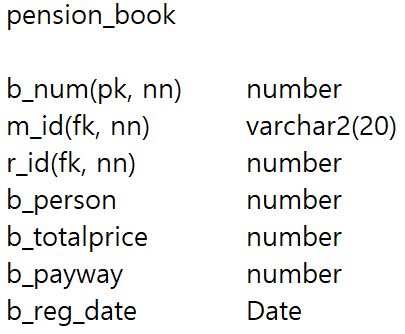 pension_book
b_num(pk, nn) number
m_id(fk, nn) varchar2(20)
r_id(fk, nn) number
b_person number
b_totalprice number
b_payway number
b_reg_date Date